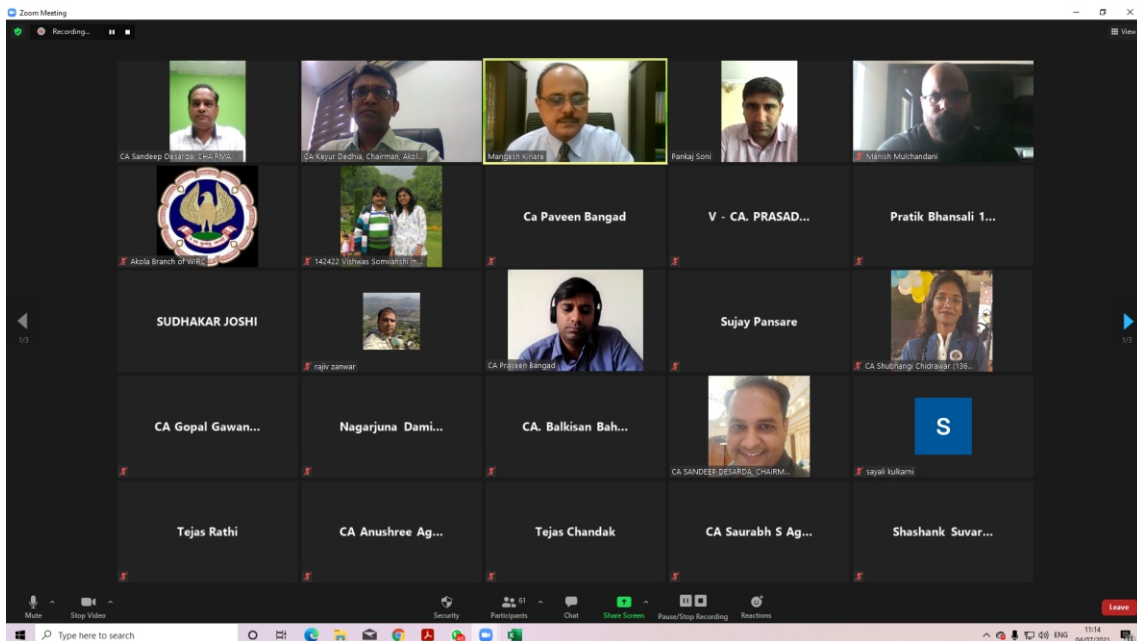 Zoom Meeting
Recording...
View
CA Sandeep Desarda: CHAIRMA...
CA Keyur Dedhia, Chairman, Akol...
Mangesh Kinare
Pankaj Soni
Manish Mulchandani
Akola Branch of WIRC
142422 Vishwas Somvanshi m...
Ca Paveen Bangad
V - CA. PRASAD...
Pratik Bhansali 1...
1/3
SUDHAKAR JOSHI
rajiv zanwar
CA Praveen Bangad
Sujay Pansare
CA Shubhangi Chidrawar (136...
1/3
CA Gopal Gawan...
Nagarjuna Dami...
CA. Balkisan Bah...
CA SANDEEP DESARDA, CHAIRM...
S
sayali kulkarni
Tejas Rathi
CA Anushree Ag...
Tejas Chandak
CA Saurabh S Ag...
Shashank Suvar...
Mute
Stop Video
Security
Participants
61
Chat
Share Screen
Pause/Stop Recording
Reactions
Leave
Type here to search
ENG
11:14
04/07/2021